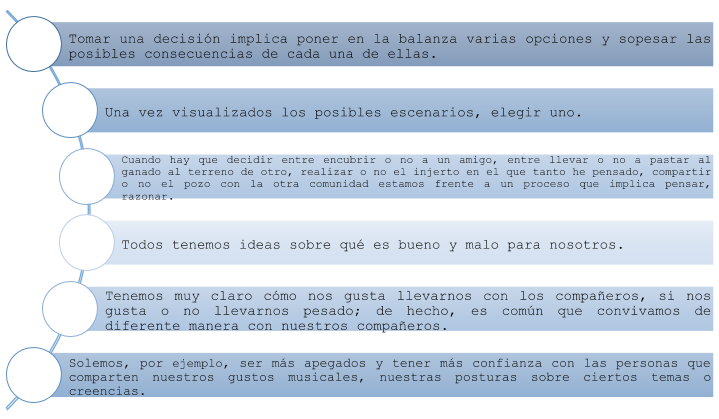 Tomar una decisión implica poner en la balanza varias opciones y sopesar las
posibles consecuencias de cada una de ellas.
Una vez visualizados los posibles escenarios, elegir uno.
Cuando hay que decidir entre encubrir o no a un amigo, entre llevar o no a pastar al
ganado al terreno de otro, realizar o no el injerto en el que tanto he pensado, compartir
o no el pozo con la otra comunidad estamos frente a un proceso que implica pensar,
razonar.
Todos tenemos ideas sobre qué es bueno y malo para nosotros.
Tenemos muy claro cómo nos gusta llevarnos con los compañeros, si nos
gusta o no llevarnos pesado; de hecho, es común que convivamos de
diferente manera con nuestros compañeros.
Solemos, por ejemplo, ser más apegados y tener más confianza con las personas que
comparten nuestros gustos musicales, nuestras posturas sobre ciertos temas o
creencias.